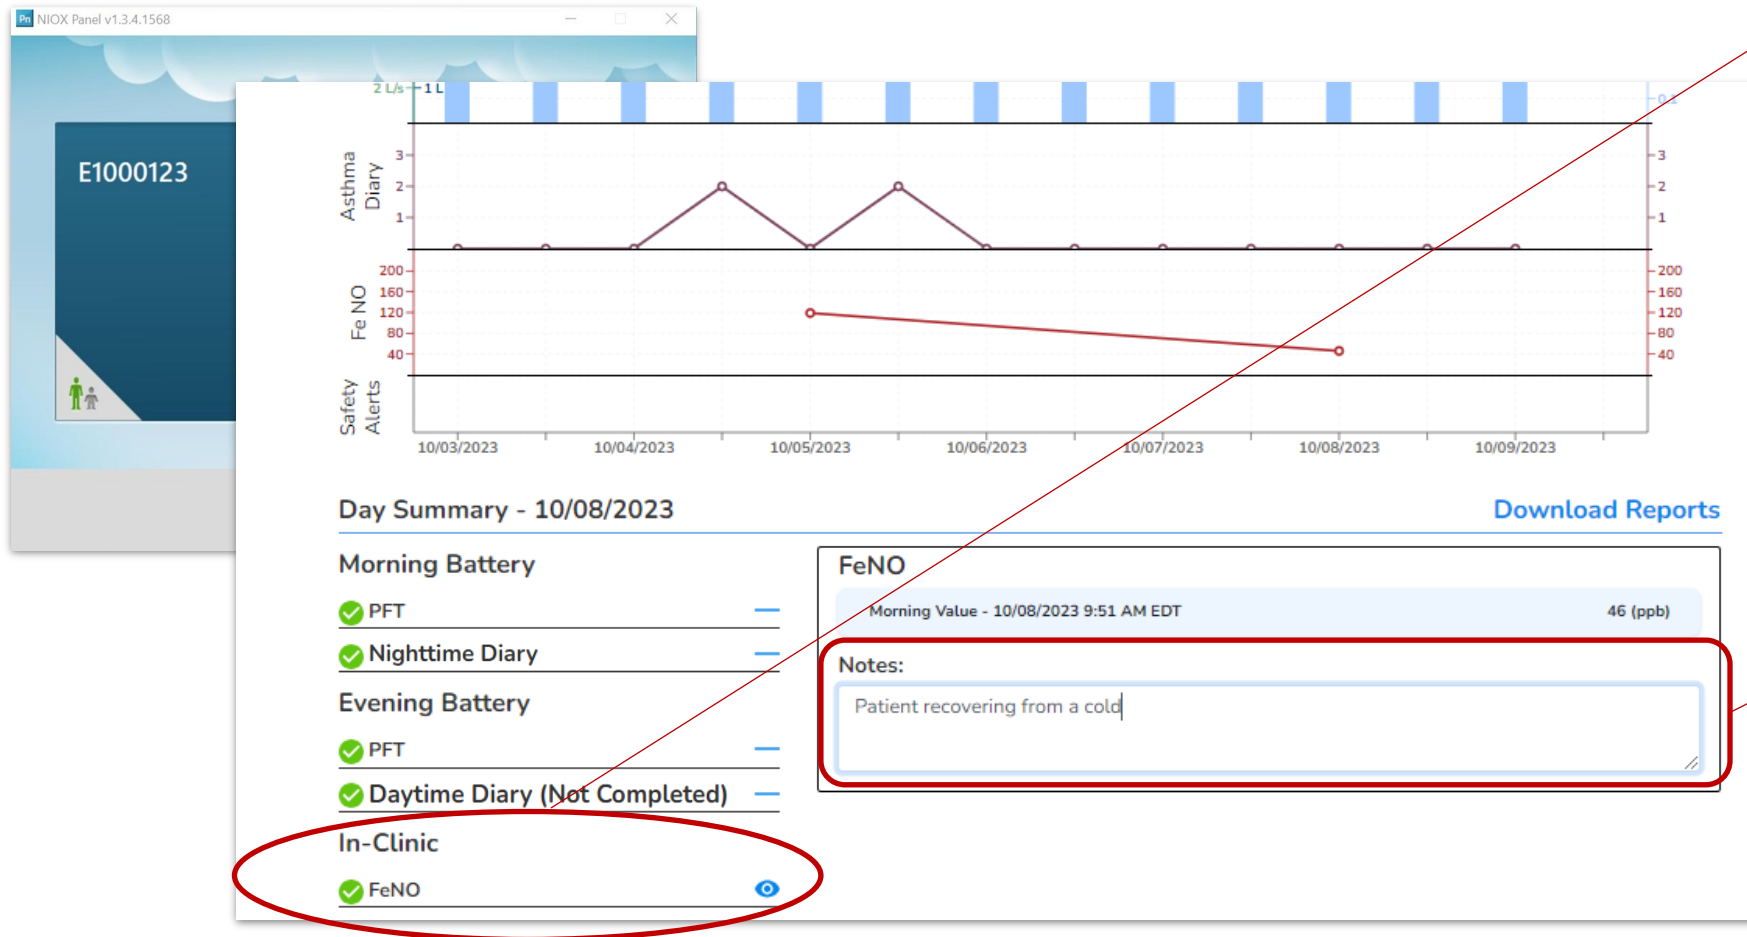 Pn NIOX Panel v1.3.4.1568
E1000123
2 L/s 1 L 0.1
Asthma Diary
3 3
2 2
1 1
Fe NO
200 200
160 160
120 120
80 80
40 40
Safety Alerts
10/03/2023 10/04/2023 10/05/2023 10/06/2023 10/07/2023 10/08/2023 10/09/2023
Day Summary - 10/08/2023
Download Reports
Morning Battery
PFT
Nighttime Diary
Evening Battery
PFT
Daytime Diary (Not Completed)
In-Clinic
FeNO
FeNO
Morning Value - 10/08/2023 9:51 AM EDT 46 (ppb)
Notes:
Patient recovering from a cold